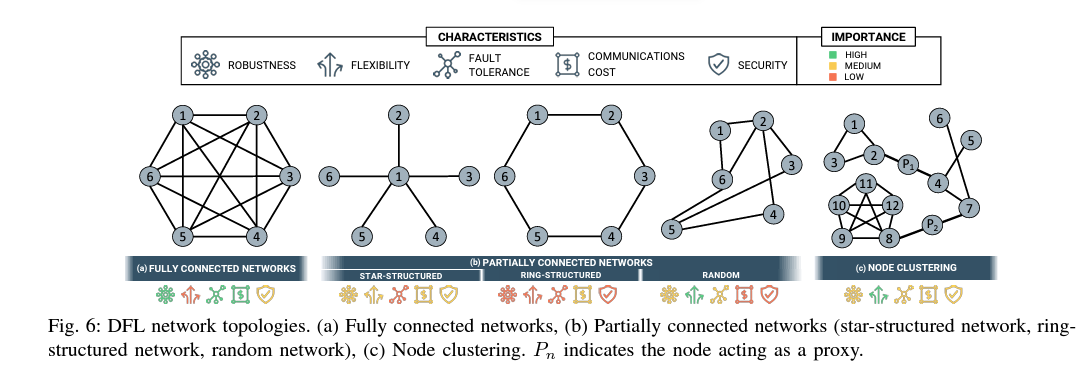 CHARACTERISTICS
IMPORTANCE
ROBUSTNESS
FLEXIBILITY
FAULT
TOLERANCE
COMMUNICATIONS
COST
SECURITY
HIGH
MEDIUM
LOW
1 2 3 4 5 6
2 6 1 3 5 4
1 2 6 3 5 4
1 2 3 6 4 5
1 6 5 3 2 P₁ 4 11 10 12 7 P₂ 9 8
(a) FULLY CONNECTED NETWORKS
(b) PARTIALLY CONNECTED NETWORKS
STAR-STRUCTURED
RING-STRUCTURED
RANDOM
(c) NODE CLUSTERING
Fig. 6: DFL network topologies. (a) Fully connected networks, (b) Partially connected networks (star-structured network, ring-
structured network, random network), (c) Node clustering. Pₙ indicates the node acting as a proxy.